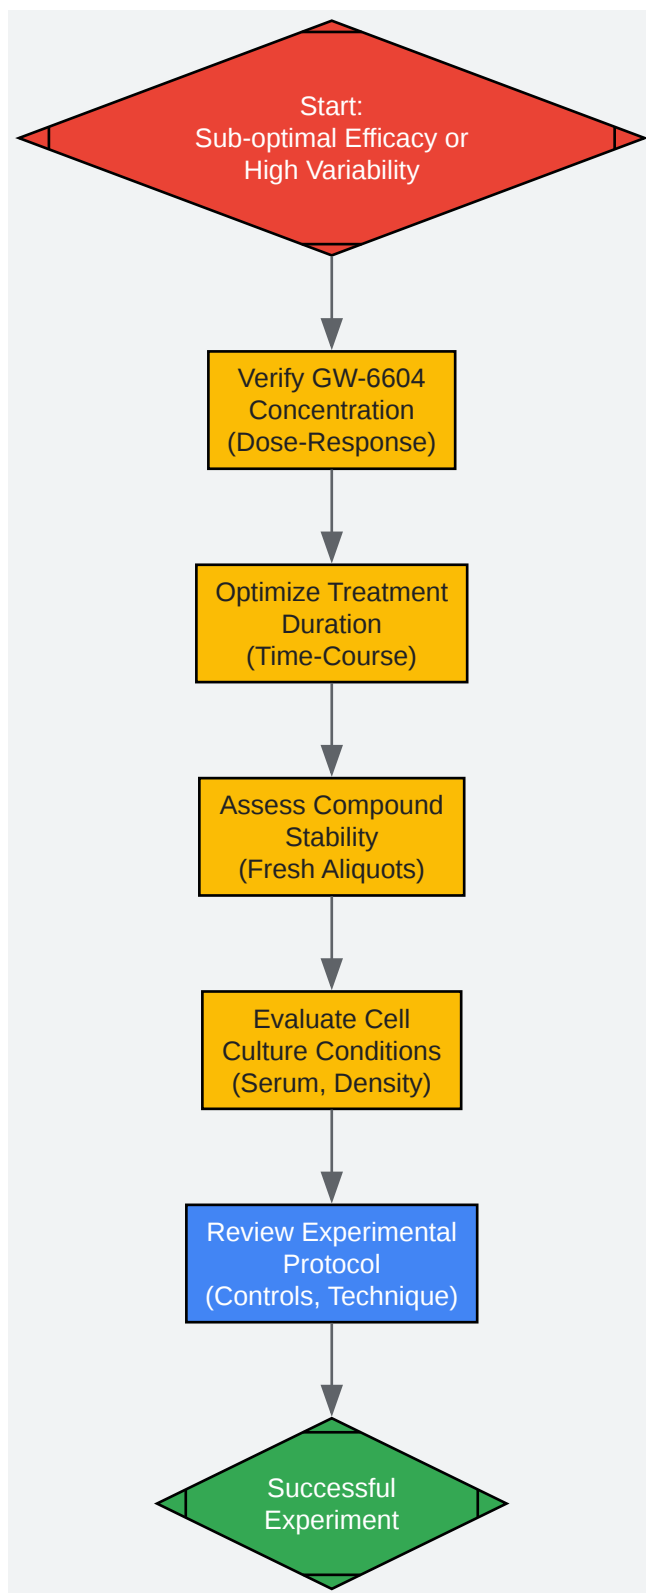 Start:
Sub-optimal Efficacy or
High Variability
Verify GW-6604
Concentration
(Dose-Response)
Optimize Treatment
Duration
(Time-Course)
Assess Compound
Stability
(Fresh Aliquots)
Evaluate Cell
Culture Conditions
(Serum, Density)
Review Experimental
Protocol
(Controls, Technique)
Successful
Experiment